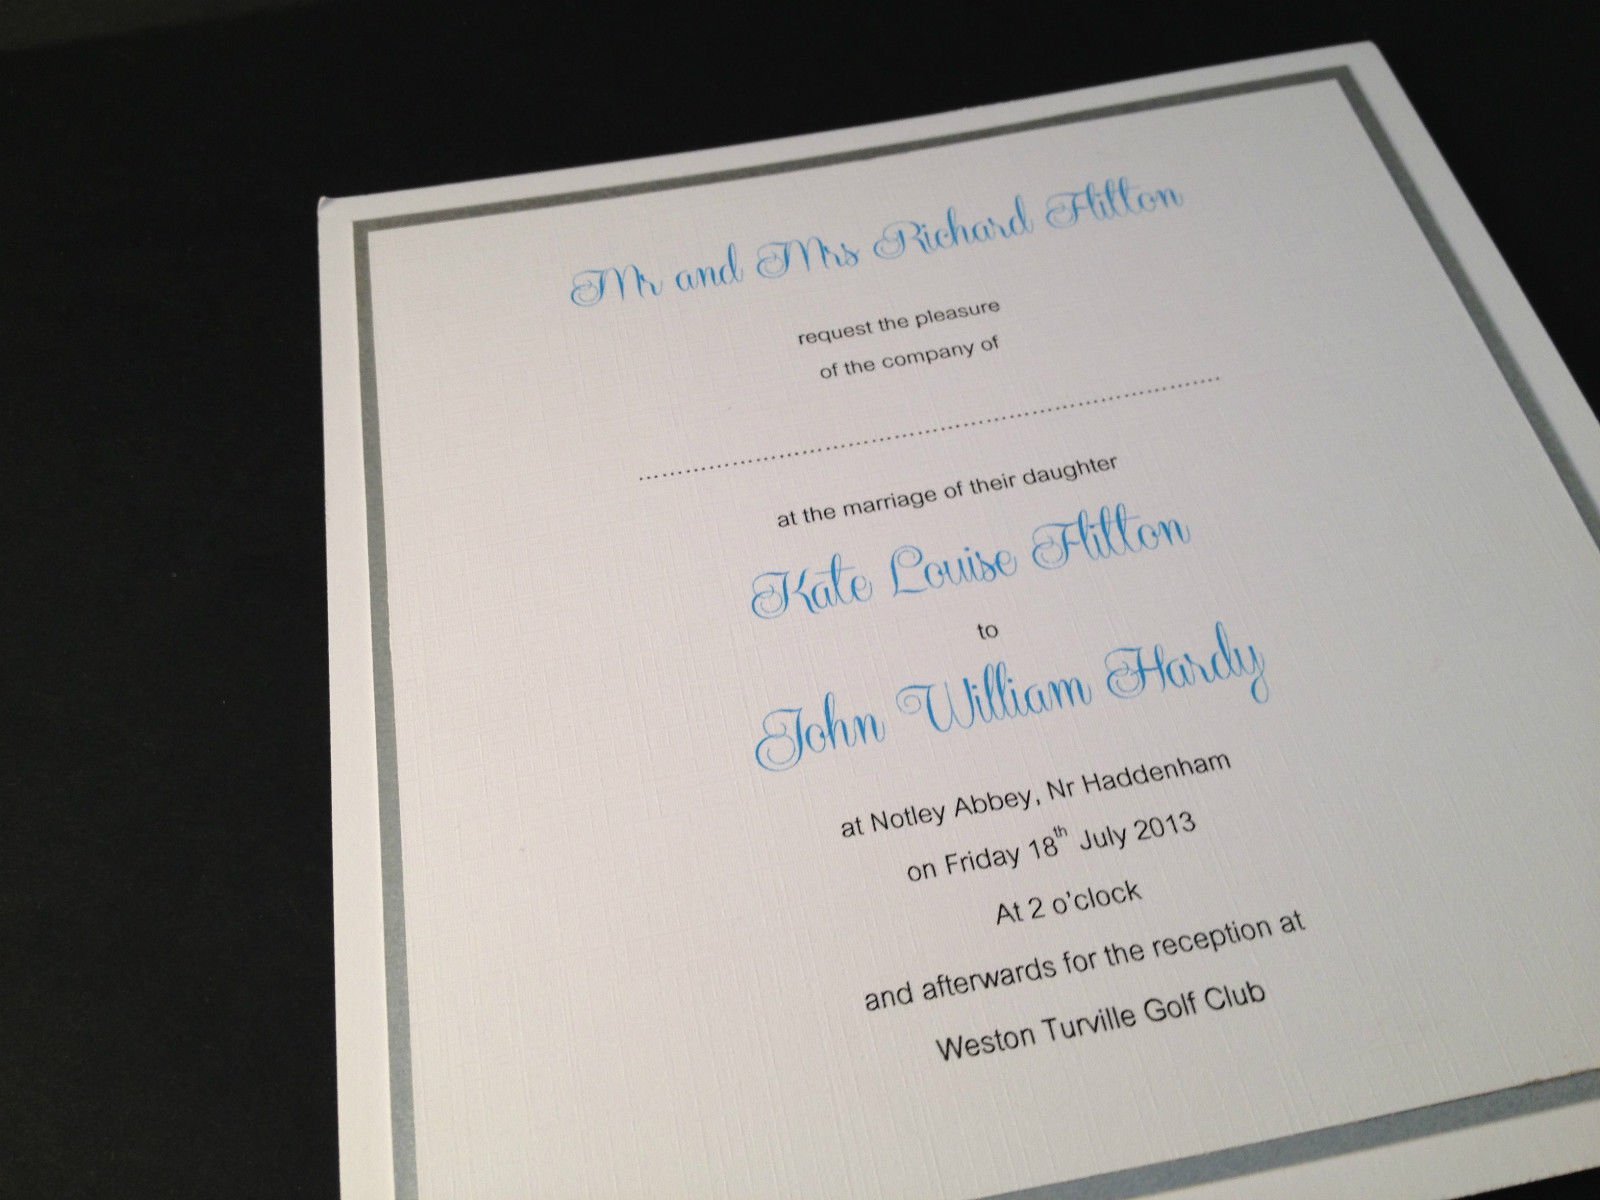 Mr and Mrs Richard Flitton
request the pleasure
of the company of
....................................................................................
at the marriage of their daughter
Kate Louise Flitton
to
John William Hardy
at Notley Abbey, Nr Haddenham
on Friday 18th July 2013
At 2 o'clock
and afterwards for the reception at
Weston Turville Golf Club